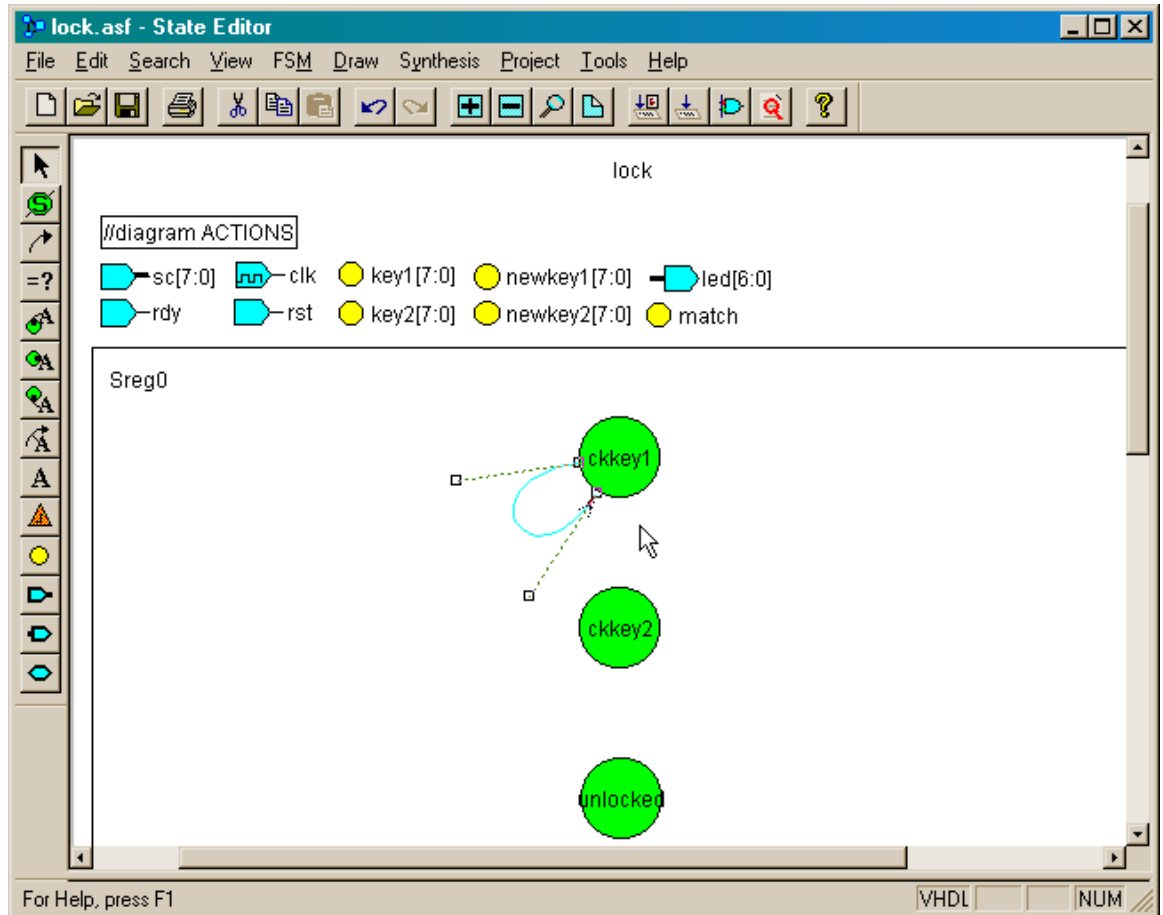 lock.asf - State Editor
File Edit Search View FSM Draw Synthesis Project Tools Help
lock
//diagram ACTIONS
sc[7:0] clk key1[7:0] newkey1[7:0] led[6:0]
rdy rst key2[7:0] newkey2[7:0] match
Sreg0
ckkey1
ckkey2
unlocked
S
=?
A
A
A
A
A
For Help, press F1 VHDL NUM